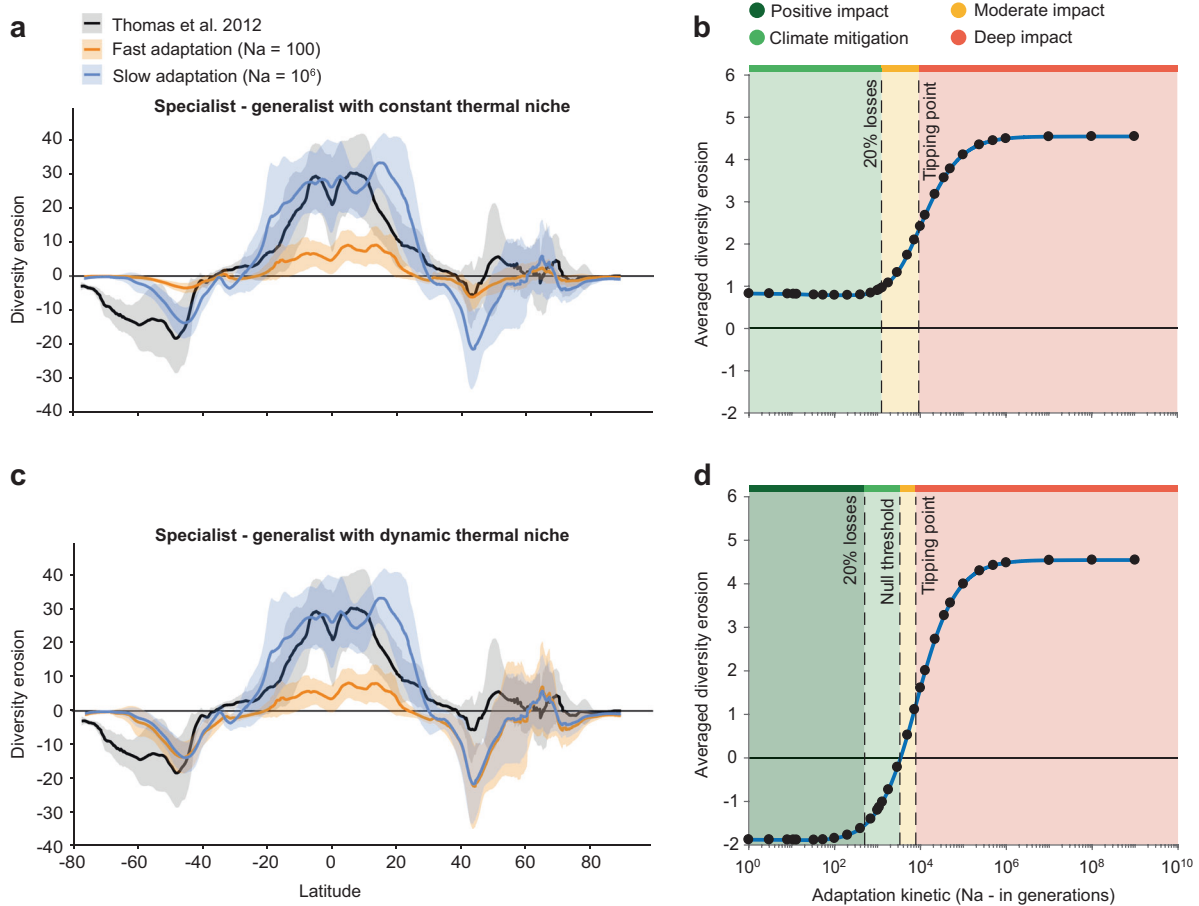 a
Thomas et al. 2012
Fast adaptation (Na = 100)
Slow adaptation (Na = 10⁶)
Specialist - generalist with constant thermal niche
Diversity erosion
40
30
20
10
0
-10
-20
-30
-40
b
Positive impact
Moderate impact
Climate mitigation
Deep impact
20% losses
Tipping point
Averaged diversity erosion
6
5
4
3
2
1
0
-1
-2
c
Specialist - generalist with dynamic thermal niche
Diversity erosion
40
30
20
10
0
-10
-20
-30
-40
-80 -60 -40 -20 0 20 40 60 80
Latitude
d
20% losses
Null threshold
Tipping point
Averaged diversity erosion
6
5
4
3
2
1
0
-1
-2
10⁰ 10² 10⁴ 10⁶ 10⁸ 10¹⁰
Adaptation kinetic (Na - in generations)